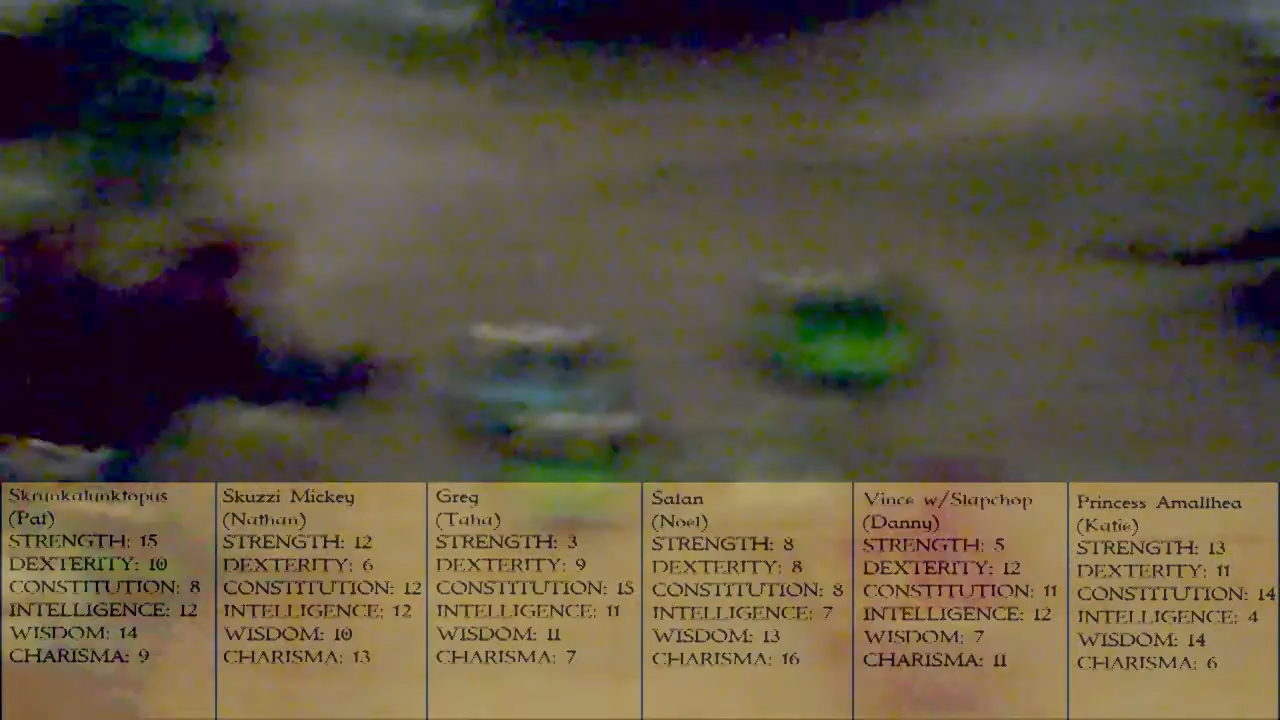 Skrunkalunktopus
(Pat)
STRENGTH: 15
DEXTERITY: 10
CONSTITUTION: 8
INTELLIGENCE: 12
WISDOM: 14
CHARISMA: 9
Skuzzi Mickey
(Nathan)
STRENGTH: 12
DEXTERITY: 6
CONSTITUTION: 12
INTELLIGENCE: 12
WISDOM: 10
CHARISMA: 13
Greg
(Taha)
STRENGTH: 3
DEXTERITY: 9
CONSTITUTION: 15
INTELLIGENCE: 11
WISDOM: 11
CHARISMA: 7
Satan
(Noel)
STRENGTH: 8
DEXTERITY: 8
CONSTITUTION: 8
INTELLIGENCE: 7
WISDOM: 13
CHARISMA: 16
Vince w/Slapchop
(Danny)
STRENGTH: 5
DEXTERITY: 12
CONSTITUTION: 11
INTELLIGENCE: 12
WISDOM: 7
CHARISMA: 11
Princess Amalthea
(Katie)
STRENGTH: 13
DEXTERITY: 11
CONSTITUTION: 14
INTELLIGENCE: 4
WISDOM: 14
CHARISMA: 6